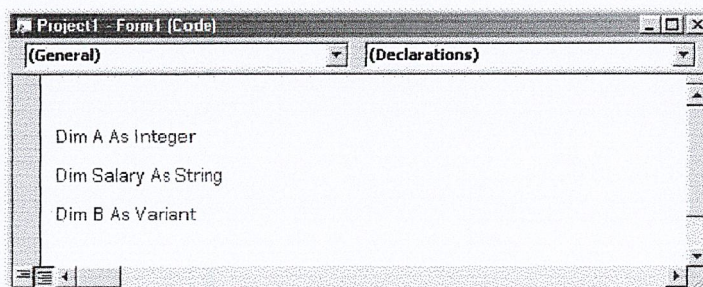 Project1 - Form1 (Code)
(General) (Declarations)
Dim A As Integer
Dim Salary As String
Dim B As Variant